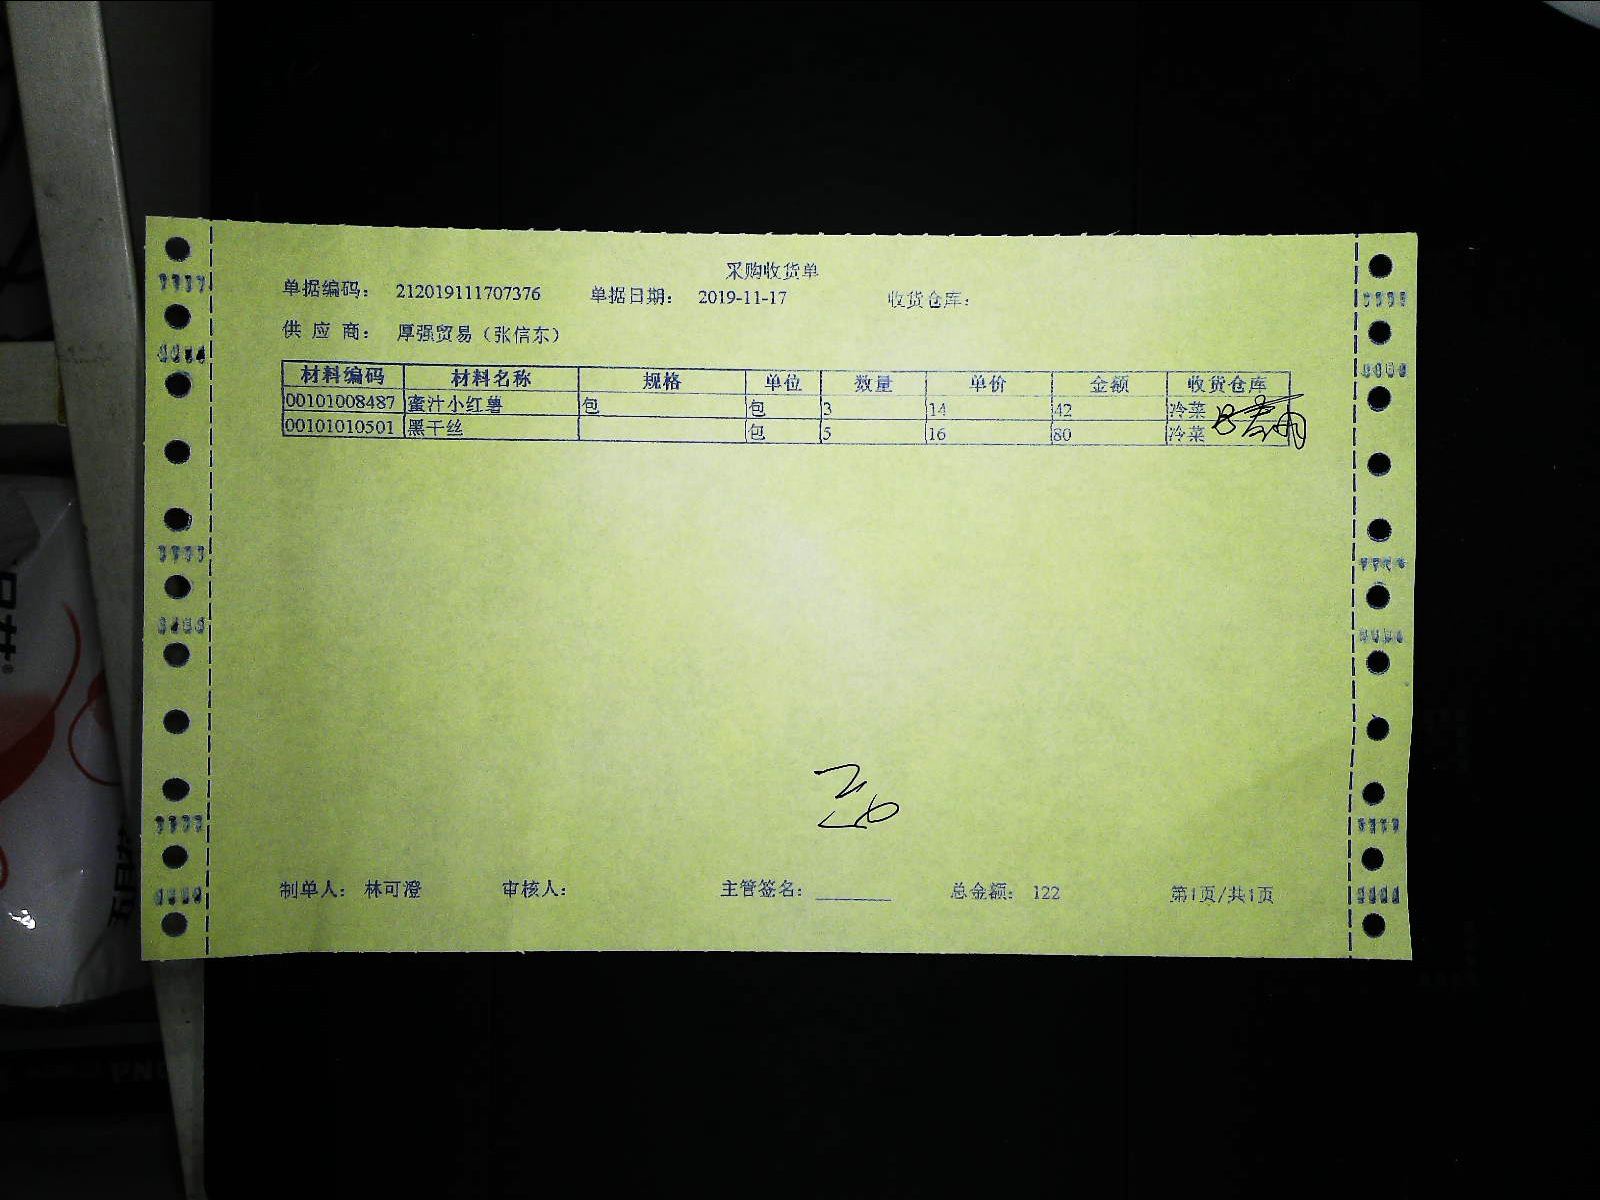 采购收货单
单据编码： 212019111707376 单据日期： 2019-11-17 收货仓库：
供 应 商： 厚强贸易（张信东）
材料编码 材料名称 规格 单位 数量 单价 金额 收货仓库
00101008487 蜜汁小红薯 包 包 3 14 42 冷菜
00101010501 黑干丝 包 5 16 80 冷菜
制单人： 林可澄 审核人： 主管签名： 总金额： 122 第1页/共1页